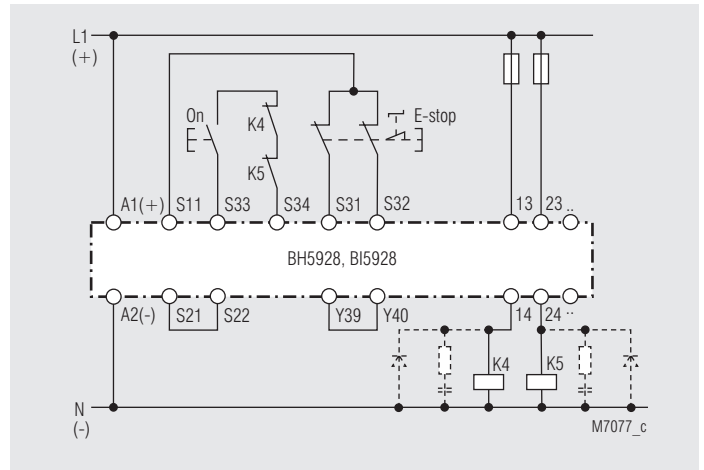 L1
(+)
On
K4
E-stop
K5
A1(+) S11 S33 S34 S31 S32 13 23 ..
BH5928, BI5928
A2(-) S21 S22 Y39 Y40 14 24 ..
K4 K5
N
(-)
M7077_c